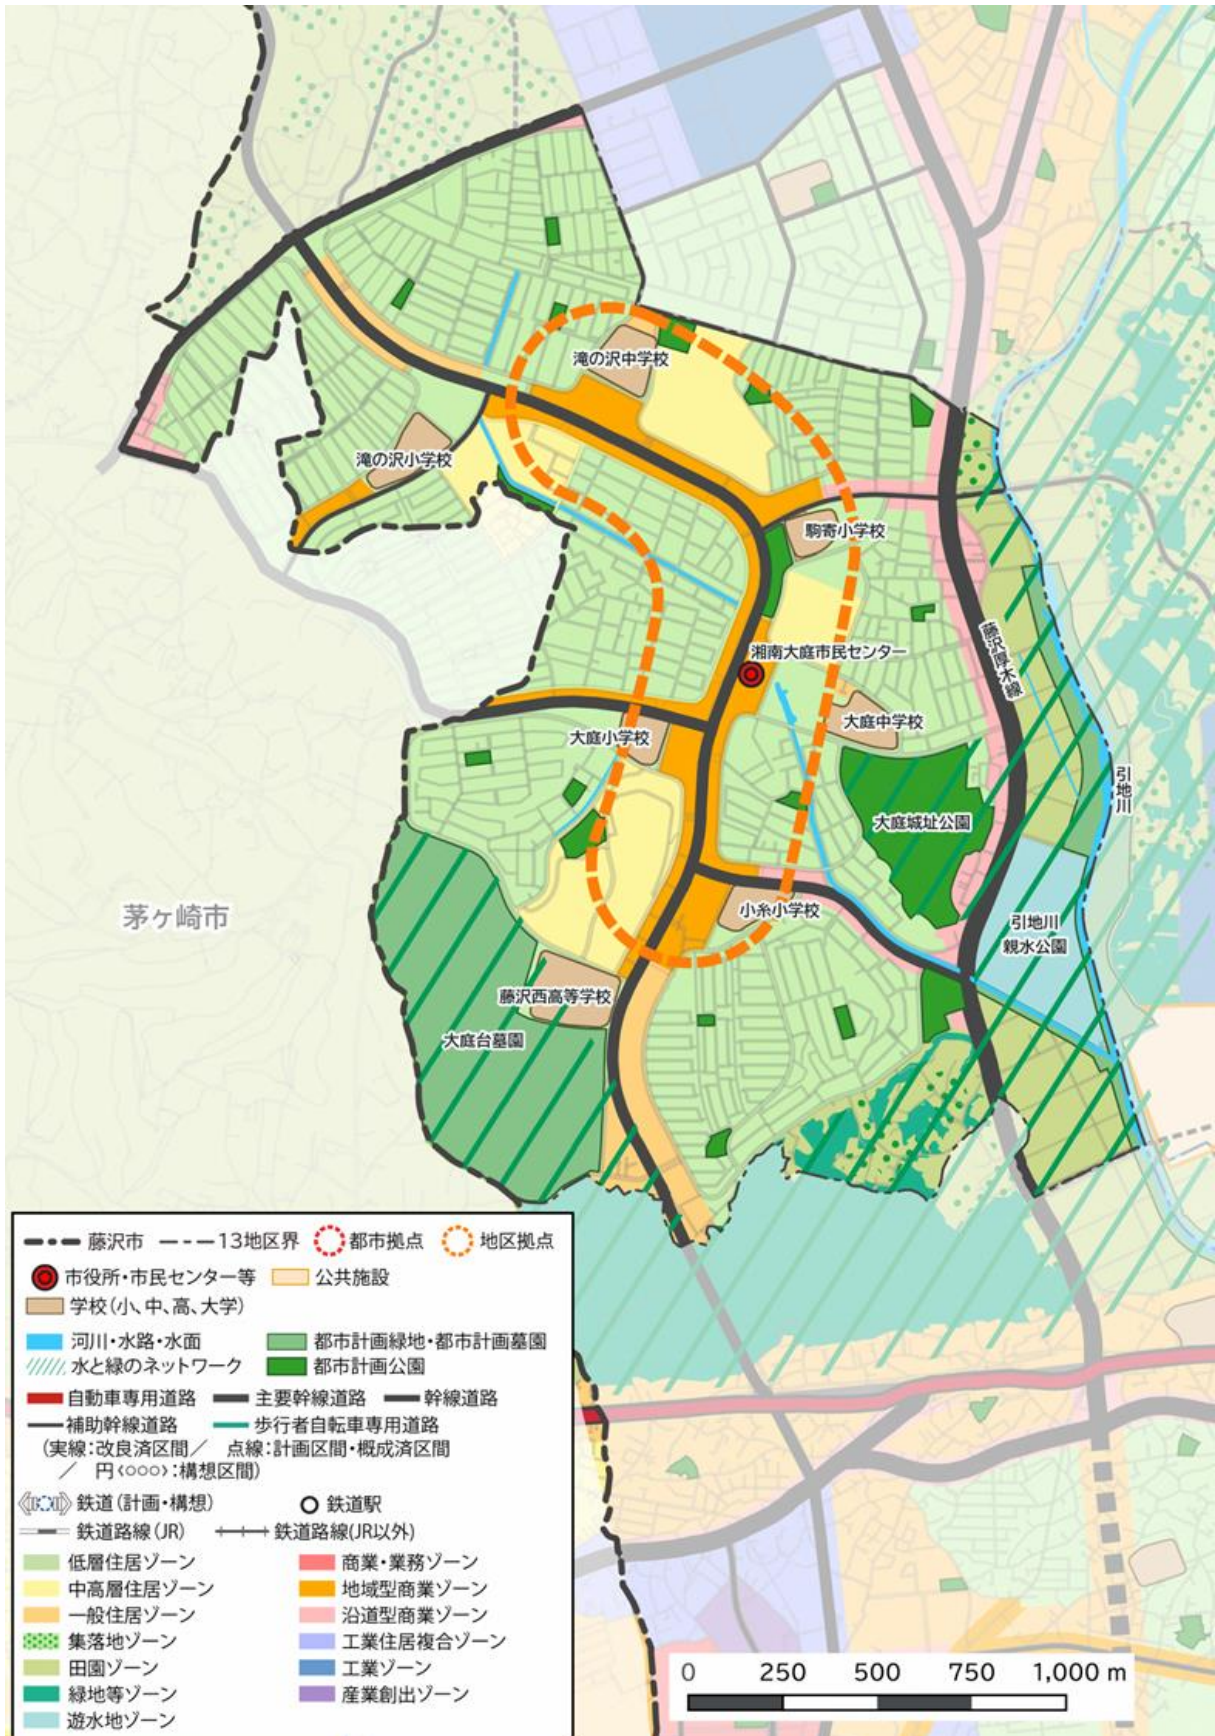 滝の沢中学校
滝の沢小学校
駒寄小学校
藤沢厚木線
湘南大庭市民センター
大庭中学校
大庭小学校
引地川
大庭城址公園
茅ヶ崎市
小糸小学校
引地川
親水公園
藤沢西高等学校
大庭台墓園
藤沢市 13地区界 都市拠点 地区拠点
市役所・市民センター等 公共施設
学校(小、中、高、大学)
河川・水路・水面 都市計画緑地・都市計画墓園
水と緑のネットワーク 都市計画公園
自動車専用道路 主要幹線道路 幹線道路
補助幹線道路 歩行者自転車専用道路
(実線:改良済区間/ 点線:計画区間・概成済区間
/ 円<○○○>:構想区間)
鉄道(計画・構想) 鉄道駅
鉄道路線(JR) 鉄道路線(JR以外)
低層住居ゾーン 商業・業務ゾーン
中高層住居ゾーン 地域型商業ゾーン
一般住居ゾーン 沿道型商業ゾーン
集落地ゾーン 工業住居複合ゾーン
田園ゾーン 工業ゾーン
緑地等ゾーン 産業創出ゾーン
遊水地ゾーン
0 250 500 750 1,000 m